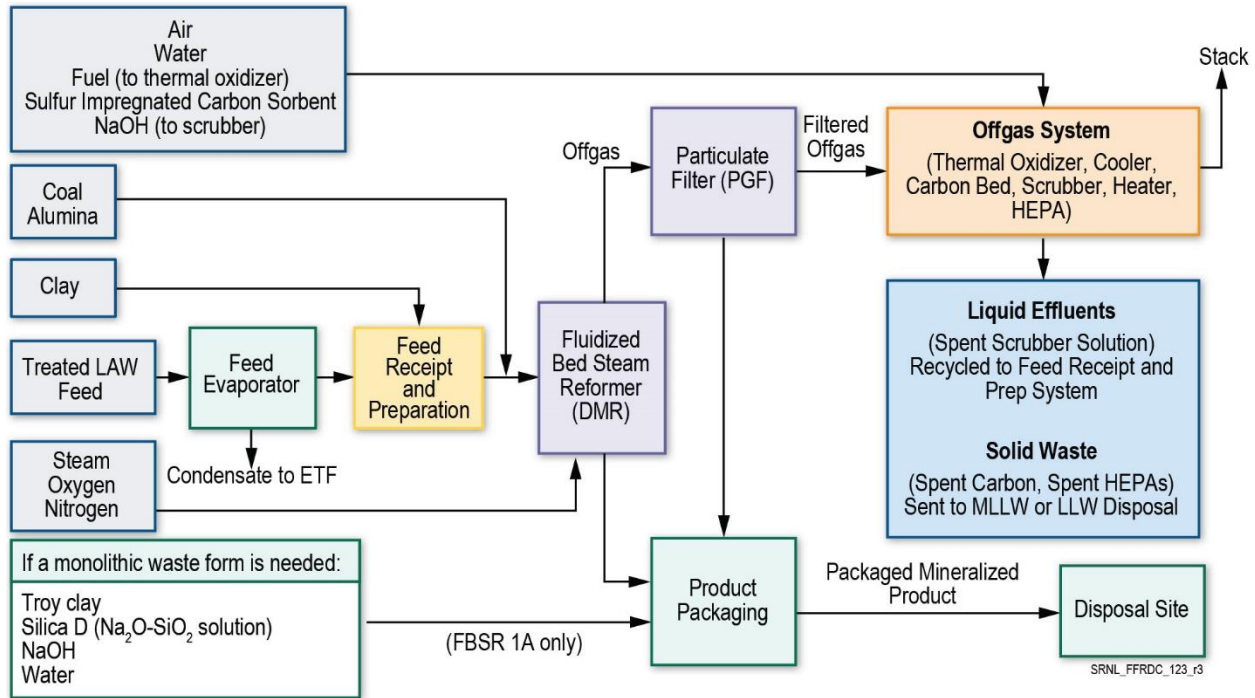 Air
Water
Fuel (to thermal oxidizer)
Sulfur Impregnated Carbon Sorbent
NaOH (to scrubber)
Stack
Coal
Alumina
Clay
Treated LAW
Feed
Steam
Oxygen
Nitrogen
Feed
Evaporator
Condensate to ETF
Feed
Receipt
and
Preparation
Fluidized
Bed Steam
Reformer
(DMR)
Offgas
Particulate
Filter (PGF)
Filtered
Offgas
Offgas System
(Thermal Oxidizer, Cooler,
Carbon Bed, Scrubber, Heater,
HEPA)
Liquid Effluents
(Spent Scrubber Solution)
Recycled to Feed Receipt and
Prep System
Solid Waste
(Spent Carbon, Spent HEPAs)
Sent to MLLW or LLW Disposal
If a monolithic waste form is needed:
Troy clay
Silica D (Na₂O-SiO₂ solution)
NaOH
Water
(FBSR 1A only)
Product
Packaging
Packaged Mineralized
Product
Disposal Site
SRNL_FFRDC_123_r3